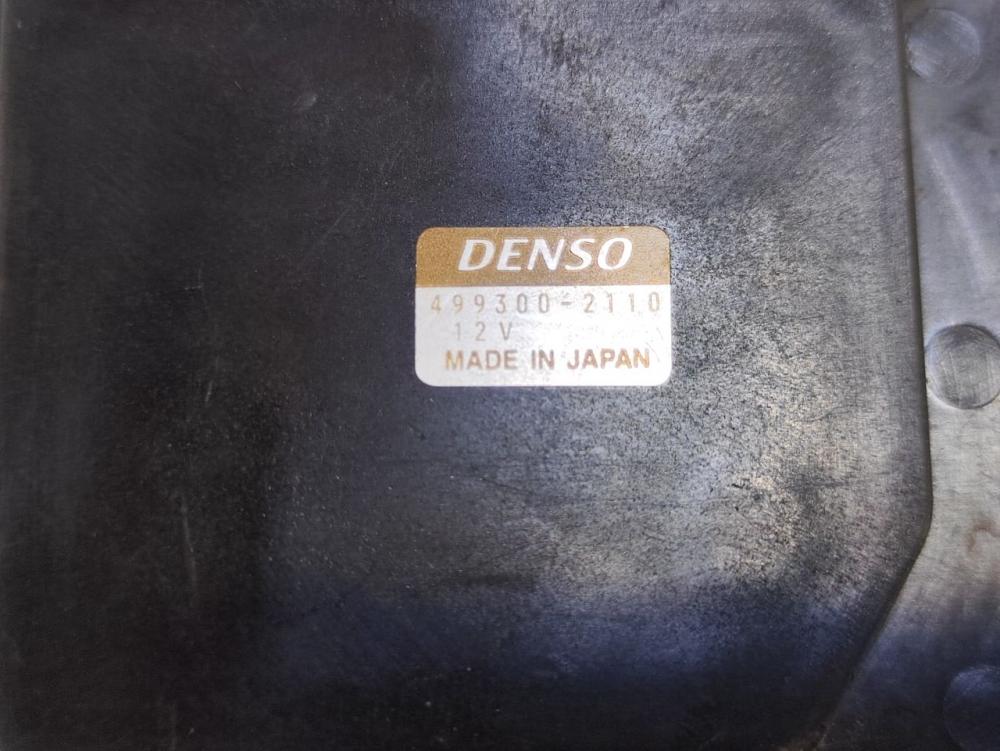 DENSO
499300-2110
12V
MADE IN JAPAN